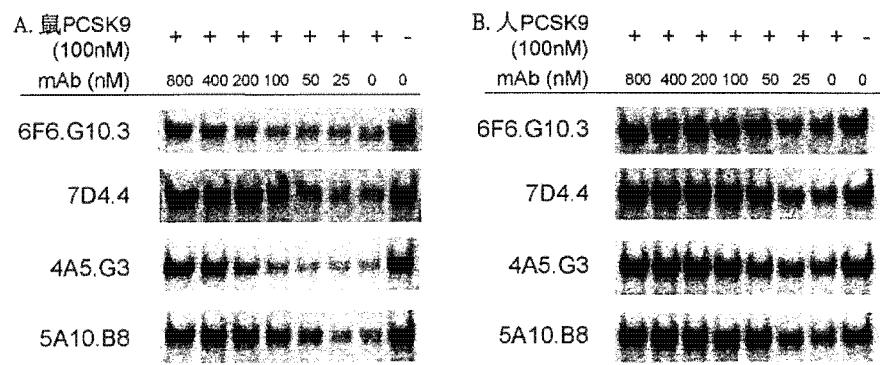 A. 鼠PCSK9 + + + + + + + -
(100nM)
mAb (nM) 800 400 200 100 50 25 0 0
6F6.G10.3
7D4.4
4A5.G3
5A10.B8
B. 人PCSK9 + + + + + + + -
(100nM)
mAb (nM) 800 400 200 100 50 25 0 0
6F6.G10.3
7D4.4
4A5.G3
5A10.B8